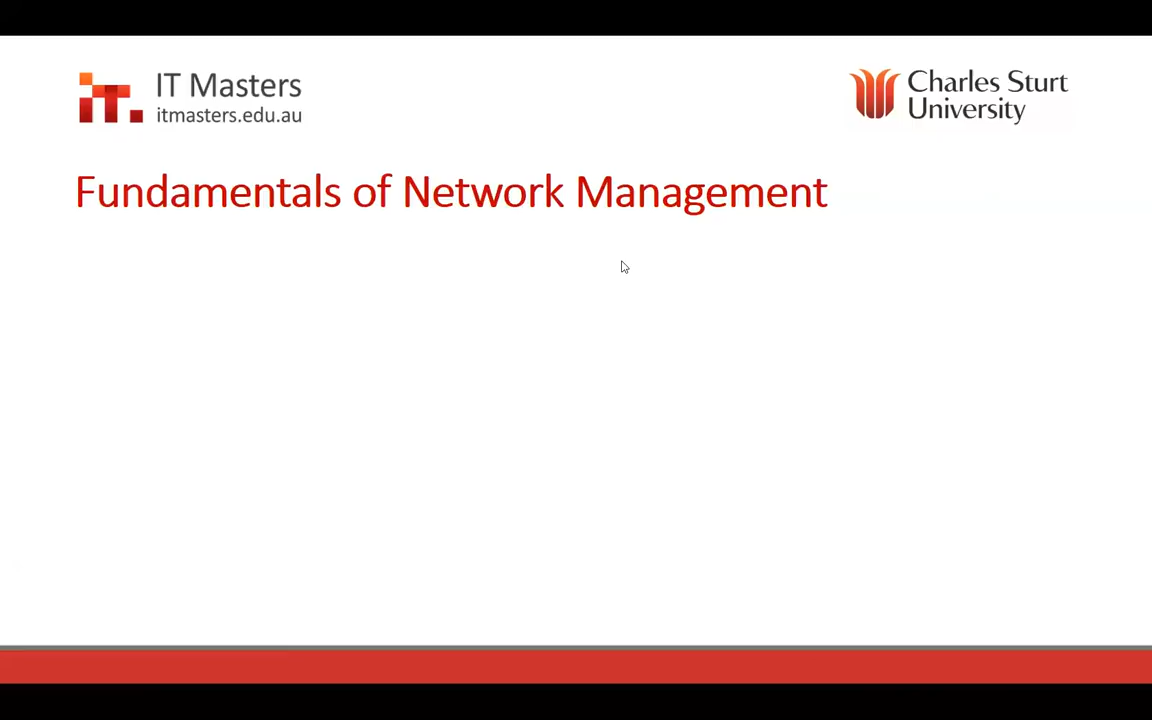 IT Masters
itmasters.edu.au
Charles Sturt
University
Fundamentals of Network Management